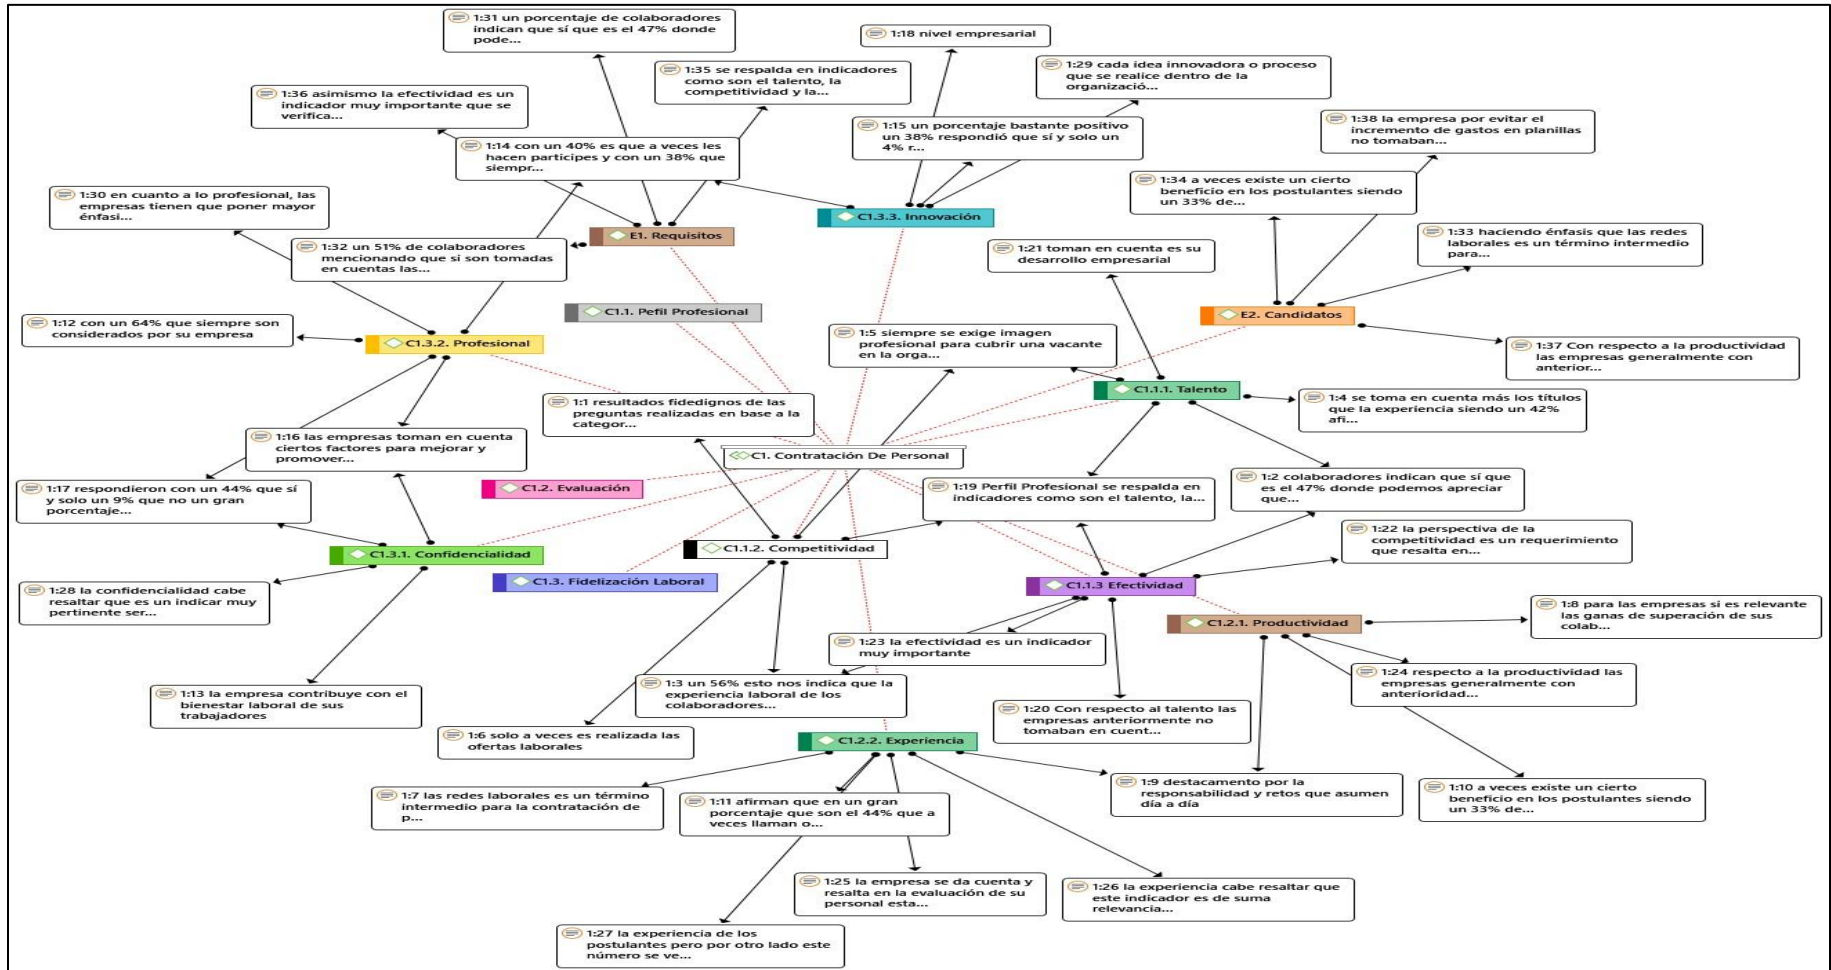 1:31 un porcentaje de colaboradores
indican que sí que es el 47% donde
pode...
1:18 nivel empresarial
1:35 se respalda en indicadores
como son el talento, la
competitividad y la...
1:29 cada idea innovadora o proceso
que se realice dentro de la
organizació...
1:36 asimismo la efectividad es un
indicador muy importante que se
verifica...
1:15 un porcentaje bastante positivo
un 38% respondió que sí y solo un
4% r...
1:38 la empresa por evitar el
incremento de gastos en planillas
no tomaban...
1:14 con un 40% es que a veces les
hacen participes y con un 38% que
siempr...
1:34 a veces existe un cierto
beneficio en los postulantes siendo
un 33% de...
1:30 en cuanto a lo profesional, las
empresas tienen que poner mayor
énfasi...
C1.3.3. Innovación
E1. Requisitos
1:32 un 51% de colaboradores
mencionando que si son tomadas
en cuentas las...
1:21 toman en cuenta es su
desarrollo empresarial
1:33 haciendo énfasis que las redes
laborales es un término intermedio
para...
C1.1. Pefil Profesional
E2. Candidatos
1:12 con un 64% que siempre son
considerados por su empresa
C1.3.2. Profesional
1:5 siempre se exige imagen
profesional para cubrir una vacante
en la orga...
1:37 Con respecto a la productividad
las empresas generalmente con
anterior...
C1.1.1. Talento
1:4 se toma en cuenta más los títulos
que la experiencia siendo un 42%
afi...
1:1 resultados fidedignos de las
preguntas realizadas en base a la
categor...
1:16 las empresas toman en cuenta
ciertos factores para mejorar y
promover...
C1. Contratación De Personal
1:17 respondieron con un 44% que sí
y solo un 9% que no un gran
porcentaje...
C1.2. Evaluación
1:19 Perfil Profesional se respalda en
indicadores como son el talento, la...
1:2 colaboradores indican que sí que
es el 47% donde podemos apreciar
que...
1:22 la perspectiva de la
competitividad es un requerimiento
que resalta en...
C1.3.1. Confidencialidad
C1.1.2. Competitividad
C1.3. Fidelización Laboral
C1.1.3 Efectividad
1:28 la confidencialidad cabe
resaltar que es un indicar muy
pertinente ser...
C1.2.1. Productividad
1:8 para las empresas si es relevante
las ganas de superación de sus
colab...
1:23 la efectividad es un indicador
muy importante
1:24 respecto a la productividad las
empresas generalmente con
anterioridad...
1:13 la empresa contribuye con el
bienestar laboral de sus
trabajadores
1:3 un 56% esto nos indica que la
experiencia laboral de los
colaboradores...
1:20 Con respecto al talento las
empresas anteriormente no
tomaban en cuent...
1:6 solo a veces es realizada las
ofertas laborales
C1.2.2. Experiencia
1:7 las redes laborales es un término
intermedio para la contratación de
p...
1:11 afirman que en un gran
porcentaje que son el 44% que a
veces llaman o...
1:9 destacamento por la
responsabilidad y retos que asumen
día a día
1:10 a veces existe un cierto
beneficio en los postulantes siendo
un 33% de...
1:25 la empresa se da cuenta y
resalta en la evaluación de su
personal esta...
1:26 la experiencia cabe resaltar que
este indicador es de suma
relevancia...
1:27 la experiencia de los
postulantes pero por otro lado este
número se ve...